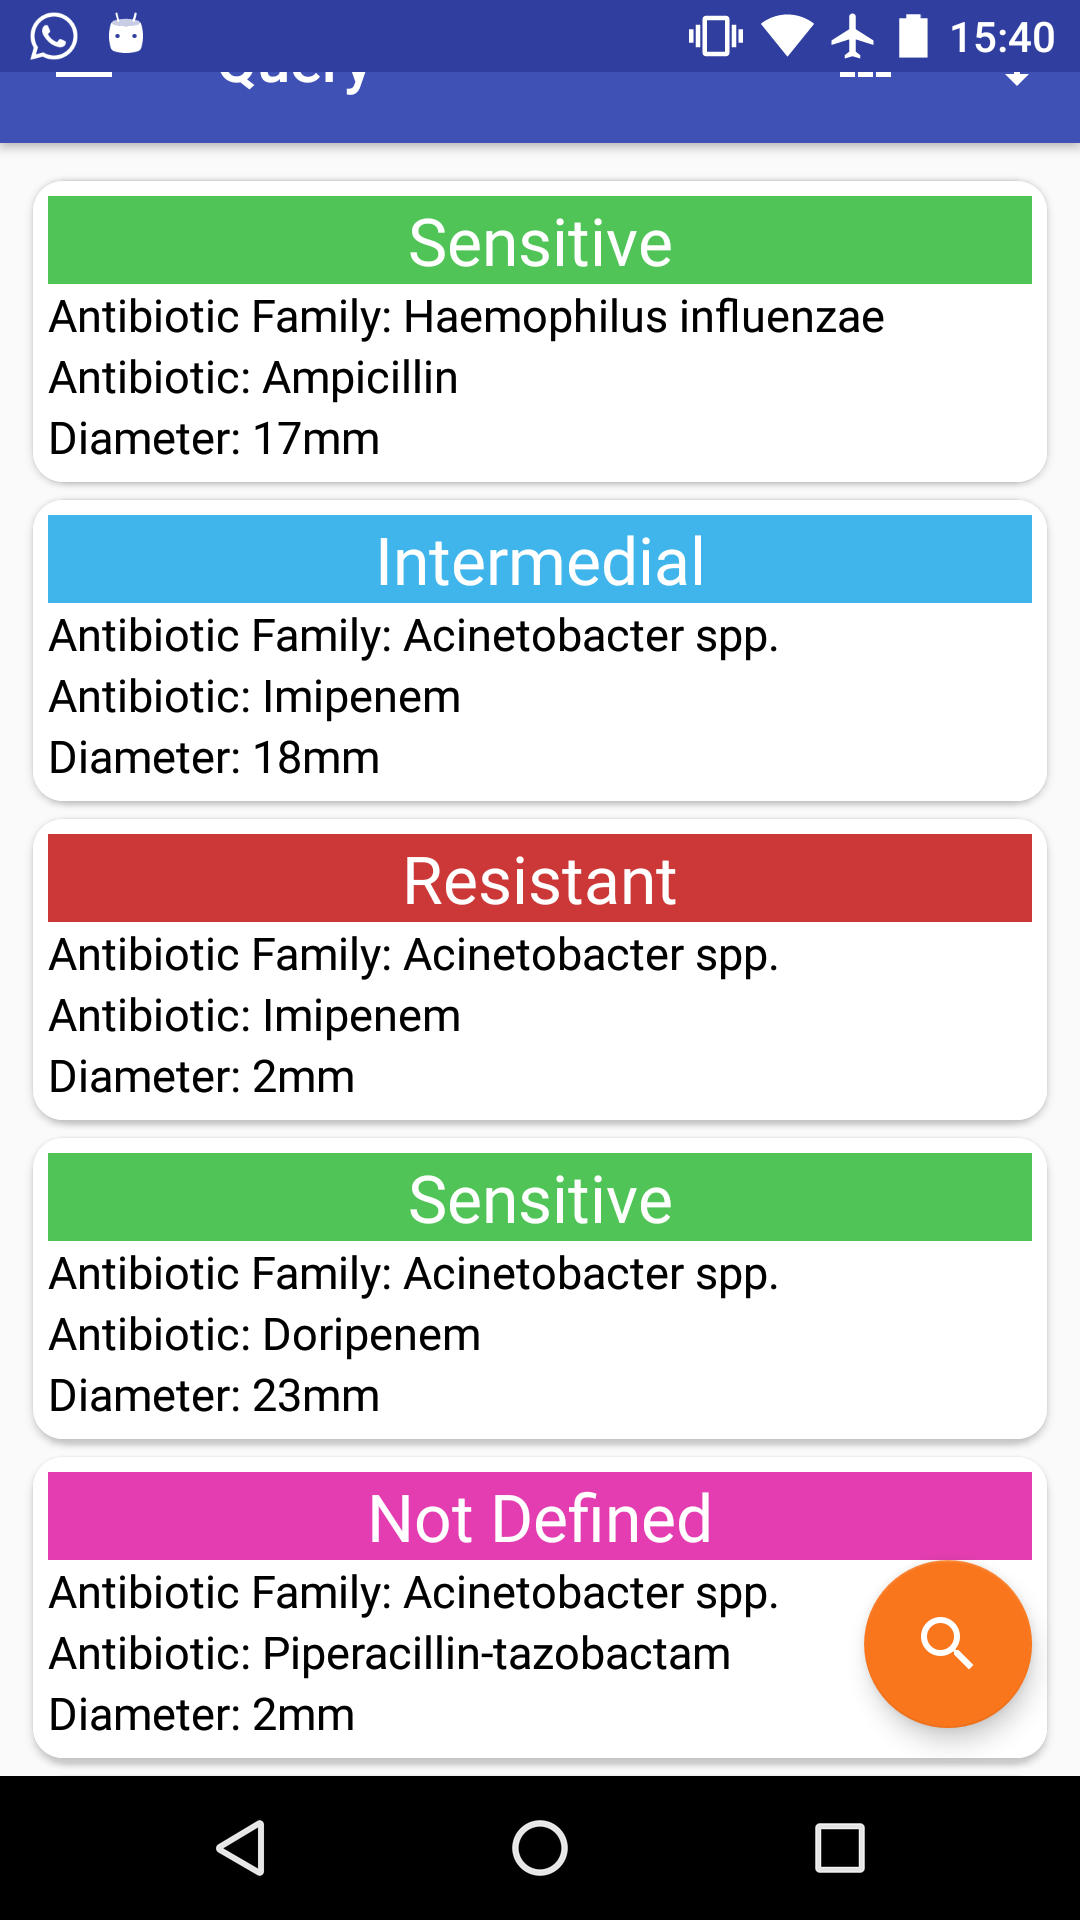 15:40
Query
Sensitive
Antibiotic Family: Haemophilus influenzae
Antibiotic: Ampicillin
Diameter: 17mm
Intermedial
Antibiotic Family: Acinetobacter spp.
Antibiotic: Imipenem
Diameter: 18mm
Resistant
Antibiotic Family: Acinetobacter spp.
Antibiotic: Imipenem
Diameter: 2mm
Sensitive
Antibiotic Family: Acinetobacter spp.
Antibiotic: Doripenem
Diameter: 23mm
Not Defined
Antibiotic Family: Acinetobacter spp.
Antibiotic: Piperacillin-tazobactam
Diameter: 2mm